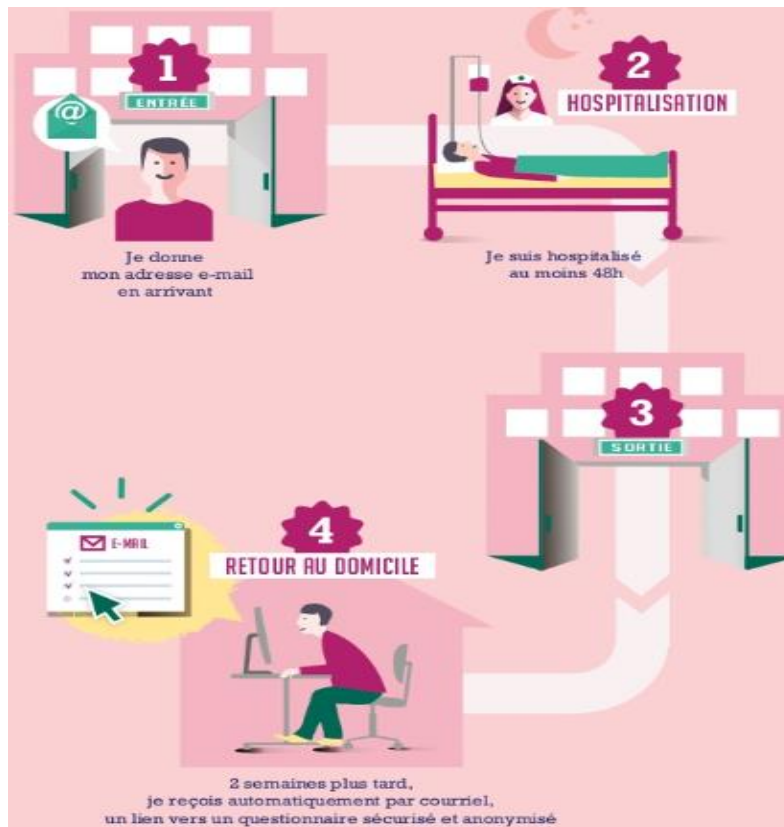 1
ENTRÉE
@
Je donne
mon adresse e-mail
en arrivant
2
HOSPITALISATION
Je suis hospitalisé
au moins 48h
3
SORTIE
4
RETOUR AU DOMICILE
E-MAIL
2 semaines plus tard,
je reçois automatiquement par courriel,
un lien vers un questionnaire sécurisé et anonymisé